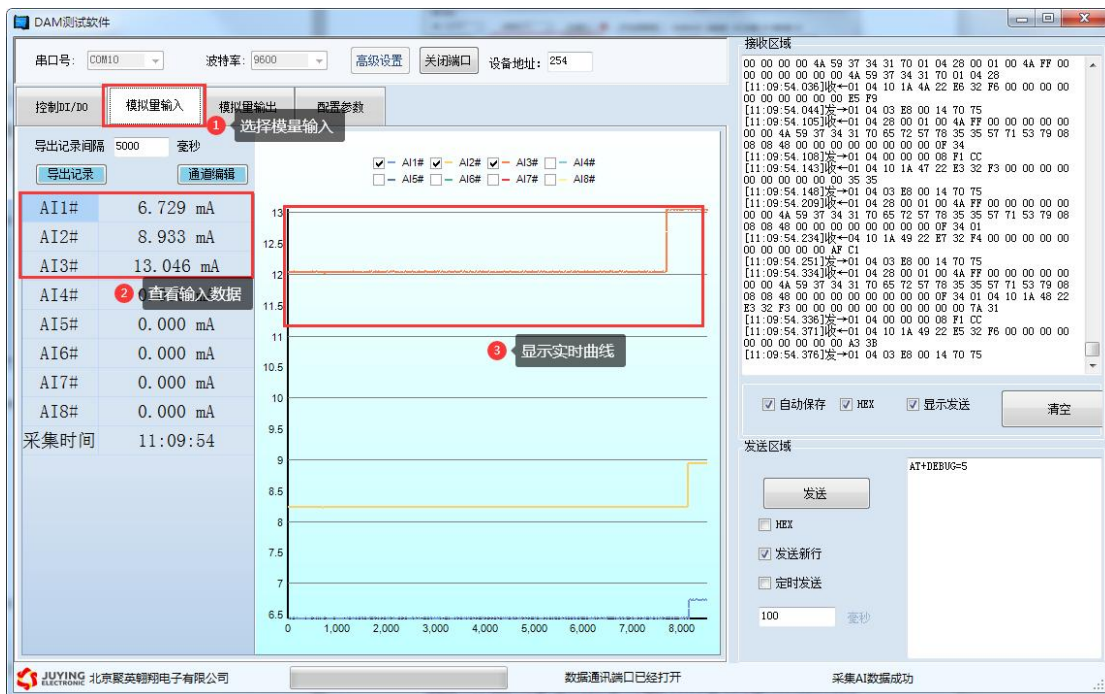 DAM测试软件
串口号: COM10 波特率: 9600 高级设置 关闭端口 设备地址: 254
控制DI/DO 模拟量输入 模拟量输出 配置参数
1 选择模量输入
导出记录间隔 5000 毫秒
导出记录 通道编辑
AI1# 6.729 mA
AI2# 8.933 mA
AI3# 13.046 mA
AI4#
2 查看输入数据
AI5# 0.000 mA
AI6# 0.000 mA
AI7# 0.000 mA
AI8# 0.000 mA
采集时间 11:09:54
AI1# AI2# AI3# AI4#
AI5# AI6# AI7# AI8#
13
12.5
12
11.5
11
10.5
10
9.5
9
8.5
8
7.5
7
6.5
0 1,000 2,000 3,000 4,000 5,000 6,000 7,000 8,000
3 显示实时曲线
接收区域
00 00 00 00 4A 59 37 34 31 70 01 04 28 00 01 00 4A FF 00
00 00 00 00 00 00 4A 59 37 34 31 70 01 04 28
[11:09:54.036]收←01 04 10 1A 4A 22 E6 32 F6 00 00 00 00
00 00 00 00 00 00 E5 F9
[11:09:54.044]发→01 04 03 E8 00 14 70 75
[11:09:54.105]收←01 04 28 00 01 00 4A FF 00 00 00 00 00
00 00 4A 59 37 34 31 70 65 72 57 78 35 35 57 71 53 79 08
08 08 48 00 00 00 00 00 00 00 00 0F 34
[11:09:54.108]发→01 04 00 00 00 08 F1 CC
[11:09:54.143]收←01 04 10 1A 47 22 E3 32 F3 00 00 00 00
00 00 00 00 00 00 35 35
[11:09:54.148]发→01 04 03 E8 00 14 70 75
[11:09:54.209]收←01 04 28 00 01 00 4A FF 00 00 00 00 00
00 00 4A 59 37 34 31 70 65 72 57 78 35 35 57 71 53 79 08
08 08 48 00 00 00 00 00 00 00 00 0F 34 01
[11:09:54.234]收←04 10 1A 49 22 E7 32 F4 00 00 00 00 00
00 00 00 00 00 AF C1
[11:09:54.251]发→01 04 03 E8 00 14 70 75
[11:09:54.334]收←01 04 28 00 01 00 4A FF 00 00 00 00 00
00 00 4A 59 37 34 31 70 65 72 57 78 35 35 57 71 53 79 08
08 08 48 00 00 00 00 00 00 00 00 0F 34 01 04 10 1A 48 22
E3 32 F3 00 00 00 00 00 00 00 00 00 00 7A 31
[11:09:54.336]发→01 04 00 00 00 08 F1 CC
[11:09:54.371]收←01 04 10 1A 49 22 E5 32 F6 00 00 00 00
00 00 00 00 00 00 A3 3B
[11:09:54.376]发→01 04 03 E8 00 14 70 75
自动保存 HEX 显示发送 清空
发送区域
发送
HEX
发送新行
定时发送
100 毫秒
AT+DEBUG=5
JUYING ELECTRONIC 北京聚英翱翔电子有限公司 数据通讯端口已经打开 采集AI数据成功